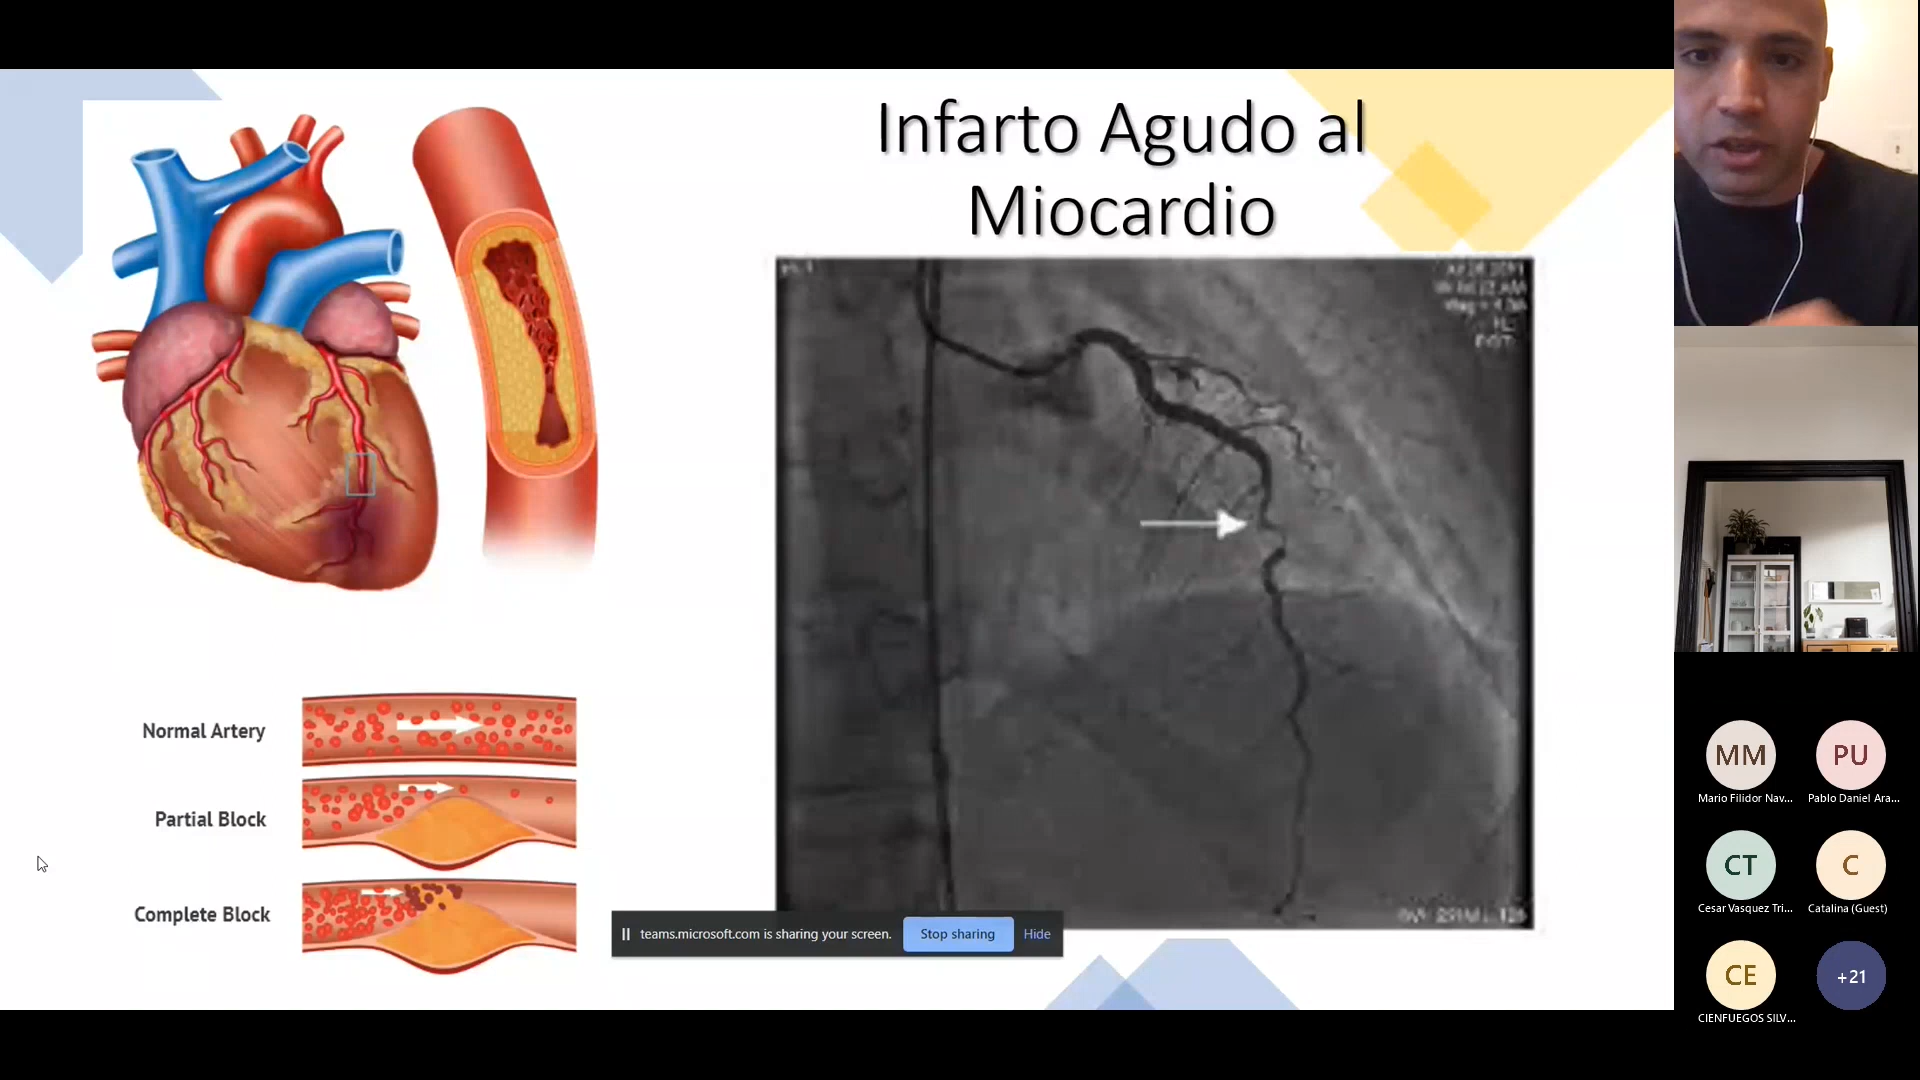 Infarto Agudo al
Miocardio
Normal Artery
Partial Block
Complete Block
teams.microsoft.com is sharing your screen.
Stop sharing
Hide
MM
Mario Filidor Nav...
PU
Pablo Daniel Ara...
CT
Cesar Vasquez Tri...
C
Catalina (Guest)
CE
CIENFUEGOS SILV...
+21